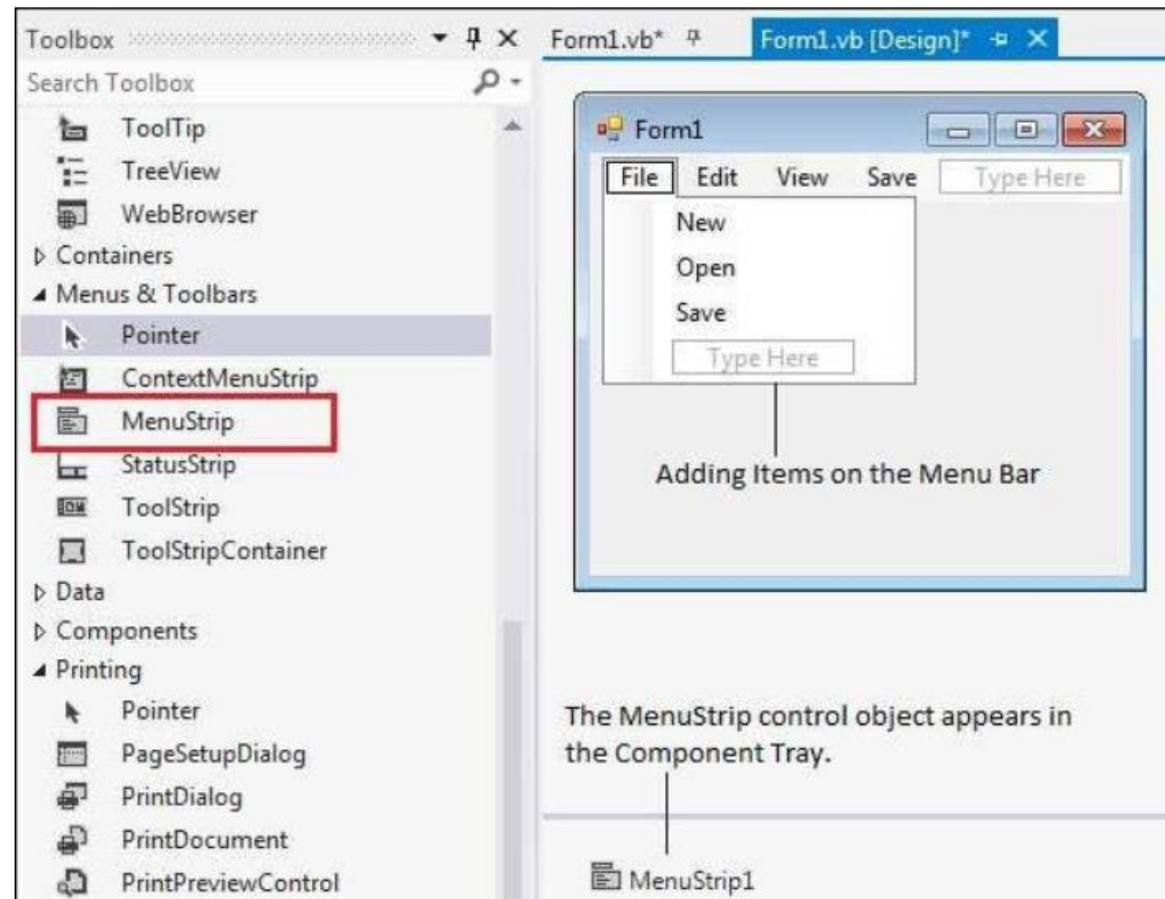 Toolbox
Search Toolbox
ToolTip
TreeView
WebBrowser
Containers
Menus & Toolbars
Pointer
ContextMenuStrip
MenuStrip
StatusStrip
ToolStrip
ToolStripContainer
Data
Components
Printing
Pointer
PageSetupDialog
PrintDialog
PrintDocument
PrintPreviewControl
Form1.vb* Form1.vb [Design]*
Form1
File Edit View Save Type Here
New
Open
Save
Type Here
Adding Items on the Menu Bar
The MenuStrip control object appears in
the Component Tray.
MenuStrip1